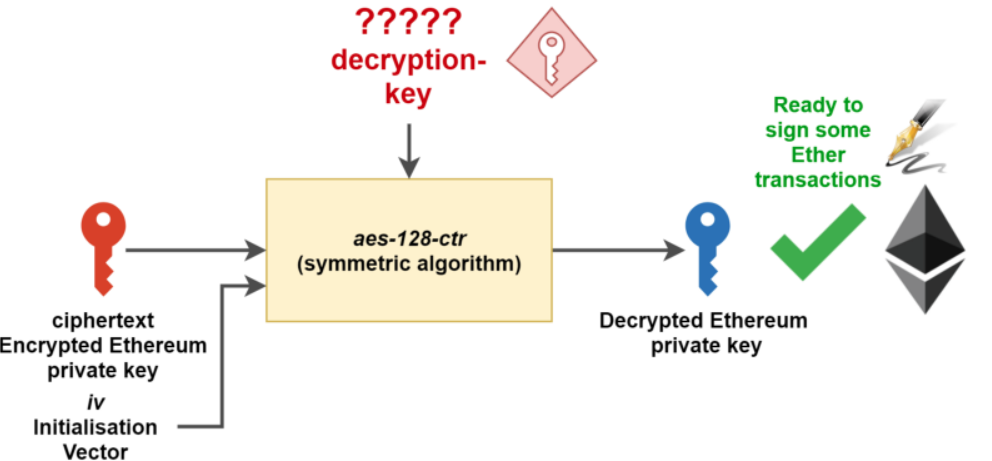 ?????
decryption-
key
Ready to
sign some
Ether
transactions
aes-128-ctr
(symmetric algorithm)
ciphertext
Encrypted Ethereum
private key
Decrypted Ethereum
private key
iv
Initialisation
Vector